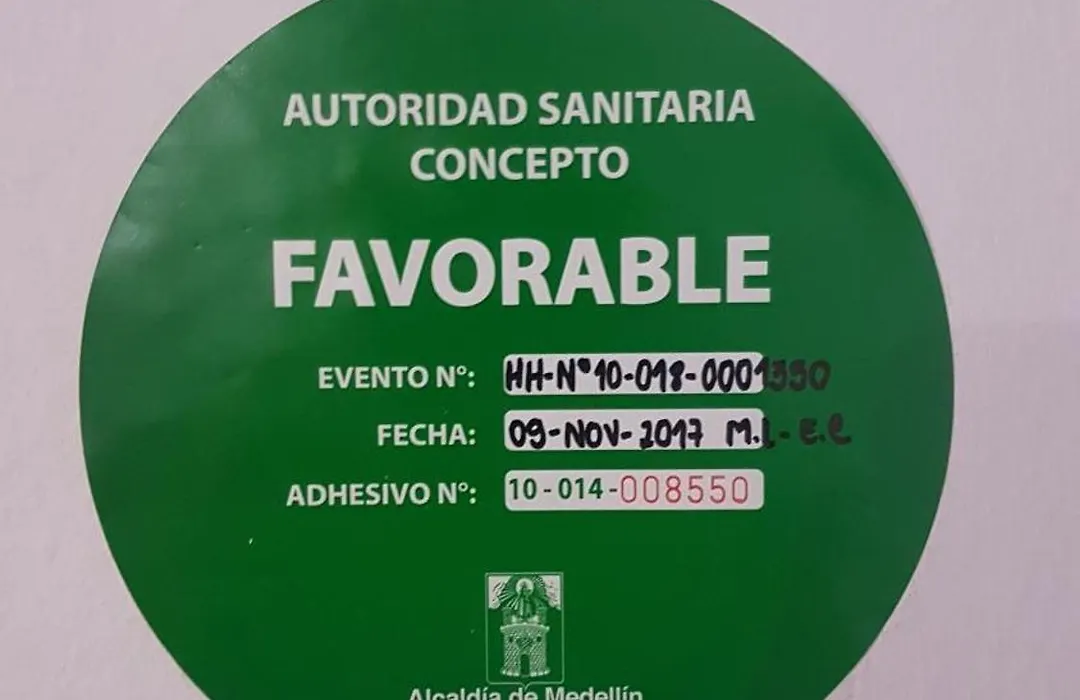 AUTORIDAD SANITARIA
CONCEPTO
FAVORABLE
EVENTO N°: HH-N°10-018-0001350
FECHA: 09-NOV-2017 M.L-E.C
ADHESIVO N°: 10-014-008550
Alcaldía de Medellín